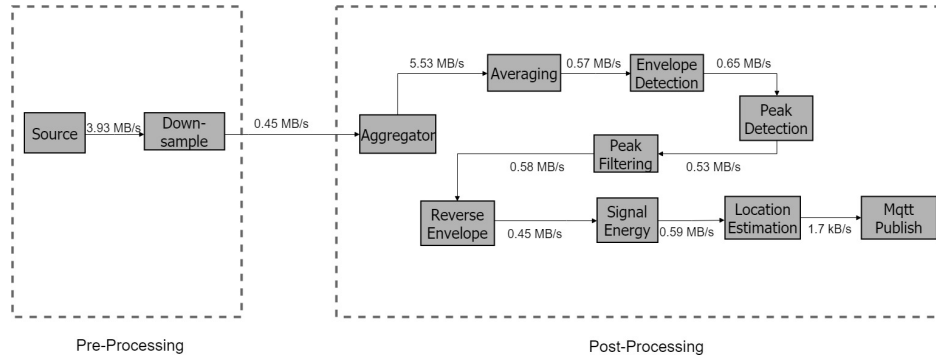 Source
3.93 MB/s
Down-
sample
0.45 MB/s
Aggregator
5.53 MB/s
Averaging
0.57 MB/s
Envelope
Detection
0.65 MB/s
Peak
Detection
0.53 MB/s
Peak
Filtering
0.58 MB/s
Reverse
Envelope
0.45 MB/s
Signal
Energy
0.59 MB/s
Location
Estimation
1.7 kB/s
Mqtt
Publish
Pre-Processing
Post-Processing